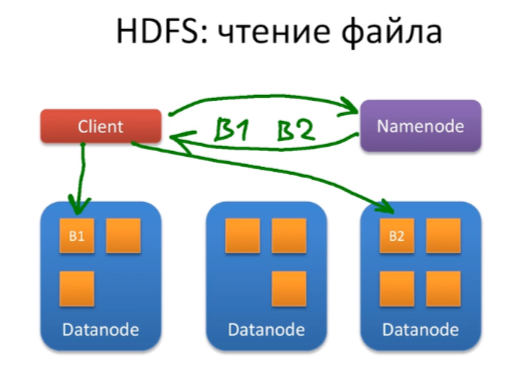 HDFS: чтение файла
Client
B1 B2
Namenode
B1
B2
Datanode
Datanode
Datanode